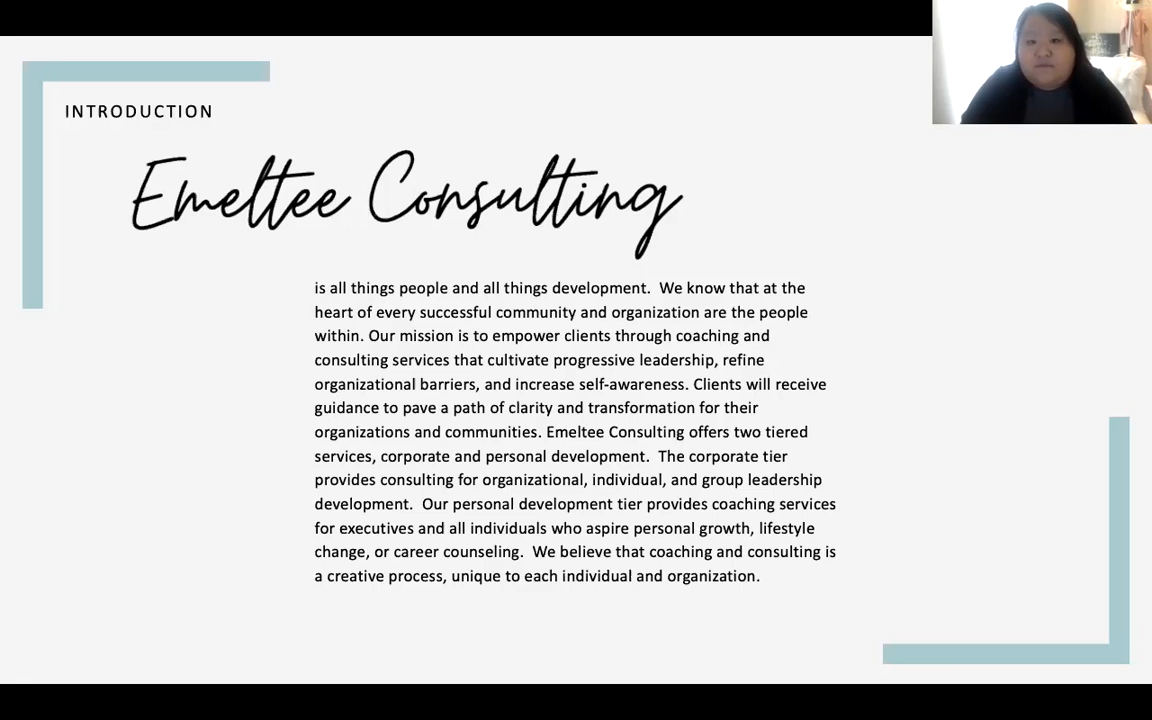 INTRODUCTION
Emeltee Consulting
is all things people and all things development.  We know that at the
heart of every successful community and organization are the people
within. Our mission is to empower clients through coaching and
consulting services that cultivate progressive leadership, refine
organizational barriers, and increase self-awareness. Clients will receive
guidance to pave a path of clarity and transformation for their
organizations and communities. Emeltee Consulting offers two tiered
services, corporate and personal development.  The corporate tier
provides consulting for organizational, individual, and group leadership
development.  Our personal development tier provides coaching services
for executives and all individuals who aspire personal growth, lifestyle
change, or career counseling.  We believe that coaching and consulting is
a creative process, unique to each individual and organization.